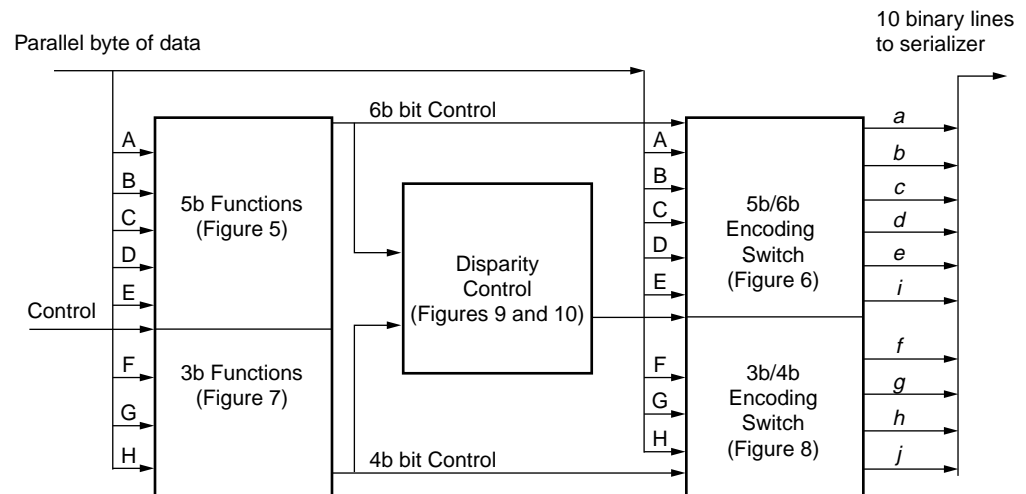 10 binary lines
to serializer
Parallel byte of data
6b bit Control
A
B
C
D
E
Control
F
G
H
5b Functions
(Figure 5)
3b Functions
(Figure 7)
Disparity
Control
(Figures 9 and 10)
4b bit Control
A
B
C
D
E
F
G
H
5b/6b
Encoding
Switch
(Figure 6)
3b/4b
Encoding
Switch
(Figure 8)
a
b
c
d
e
i
f
g
h
j